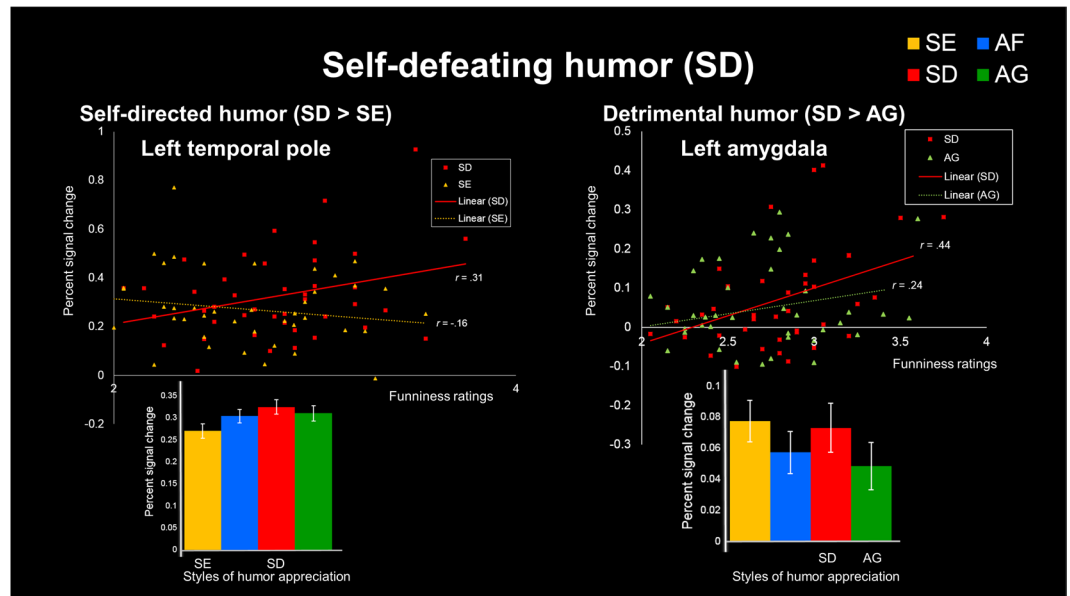 Self-defeating humor (SD)
SE
AF
SD
AG
Self-directed humor (SD > SE)
Left temporal pole
Percent signal change
1
0.8
0.6
0.4
0.2
0
-0.2
2
4
SD
SE
Linear (SD)
Linear (SE)
r = .31
r = -.16
Funniness ratings
Percent signal change
0.35
0.3
0.25
0.2
0.15
0.1
0.05
0
SE
SD
Styles of humor appreciation
Detrimental humor (SD > AG)
Left amygdala
Percent signal change
0.5
0.4
0.3
0.2
0.1
0
-0.1
-0.2
-0.3
2
2.5
3
3.5
4
SD
AG
Linear (SD)
Linear (AG)
r = .44
r = .24
Funniness ratings
Percent signal change
0.1
0.08
0.06
0.04
0.02
0
SD
AG
Styles of humor appreciation